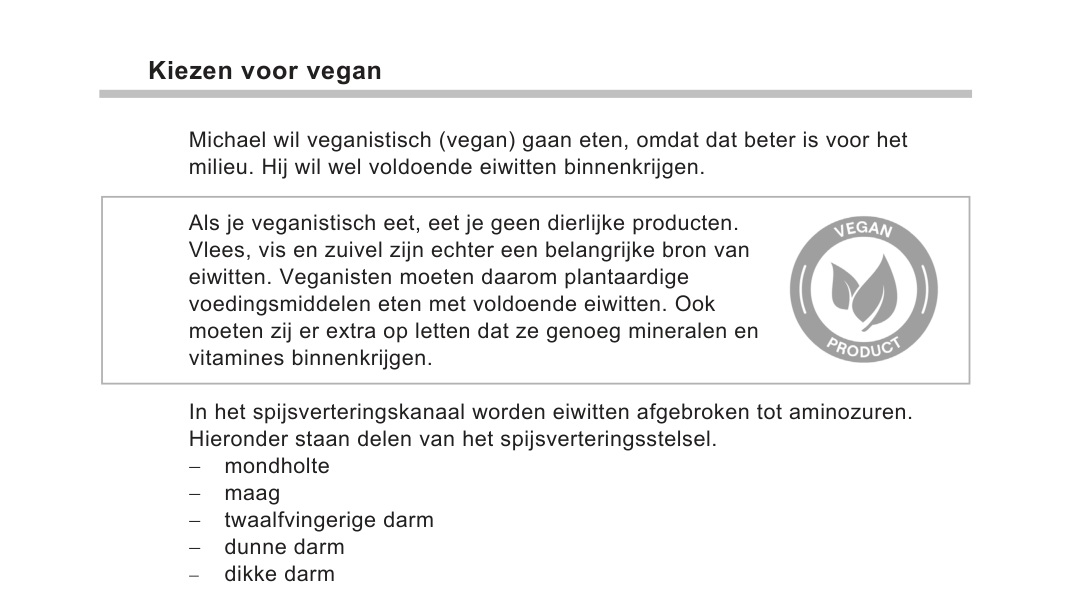 Kiezen voor vegan
Michael wil veganistisch (vegan) gaan eten, omdat dat beter is voor het
milieu. Hij wil wel voldoende eiwitten binnenkrijgen.
Als je veganistisch eet, eet je geen dierlijke producten.
Vlees, vis en zuivel zijn echter een belangrijke bron van
eiwitten. Veganisten moeten daarom plantaardige
voedingsmiddelen eten met voldoende eiwitten. Ook
moeten zij er extra op letten dat ze genoeg mineralen en
vitamines binnenkrijgen.
VEGAN
PRODUCT
In het spijsverteringskanaal worden eiwitten afgebroken tot aminozuren.
Hieronder staan delen van het spijsverteringsstelsel.
– mondholte
– maag
– twaalfvingerige darm
– dunne darm
– dikke darm